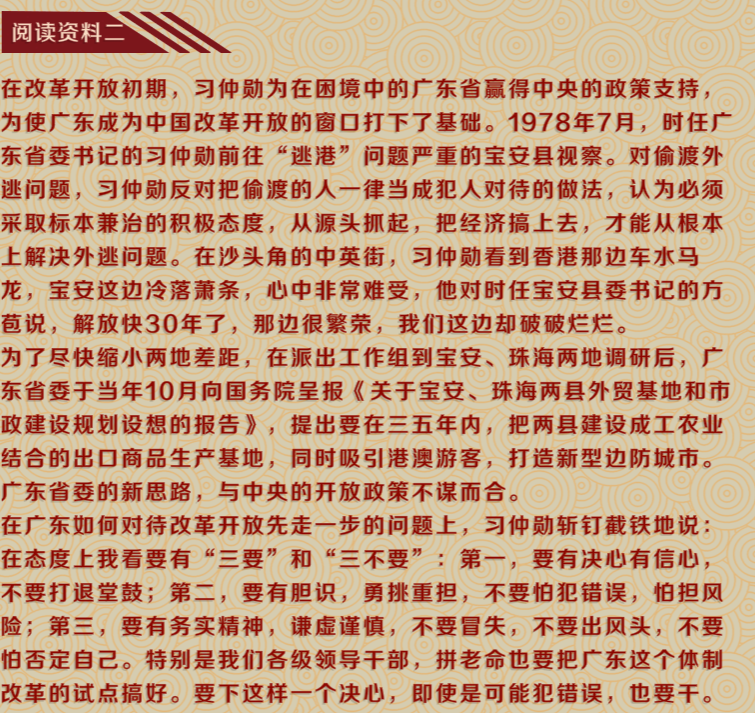 阅读资料二
在改革开放初期，习仲勋为在困境中的广东省赢得中央的政策支持，
为使广东成为中国改革开放的窗口打下了基础。1978年7月，时任广
东省委书记的习仲勋前往“逃港”问题严重的宝安县视察。对偷渡外
逃问题，习仲勋反对把偷渡的人一律当成犯人对待的做法，认为必须
采取标本兼治的积极态度，从源头抓起，把经济搞上去，才能从根本
上解决外逃问题。在沙头角的中英街，习仲勋看到香港那边车水马
龙，宝安这边冷落萧条，心中非常难受，他对时任宝安县委书记的方
苞说，解放快30年了，那边很繁荣，我们这边却破破烂烂。
为了尽快缩小两地差距，在派出工作组到宝安、珠海两地调研后，广
东省委于当年10月向国务院呈报《关于宝安、珠海两县外贸基地和市
政建设规划设想的报告》，提出要在三五年内，把两县建设成工农业
结合的出口商品生产基地，同时吸引港澳游客，打造新型边防城市。
广东省委的新思路，与中央的开放政策不谋而合。
在广东如何对待改革开放先走一步的问题上，习仲勋斩钉截铁地说：
在态度上我看要有“三要”和“三不要”：第一，要有决心有信心，
不要打退堂鼓；第二，要有胆识，勇挑重担，不要怕犯错误，怕担风
险；第三，要有务实精神，谦虚谨慎，不要冒失，不要出风头，不要
怕否定自己。特别是我们各级领导干部，拼老命也要把广东这个体制
改革的试点搞好。要下这样一个决心，即使是可能犯错误，也要干。